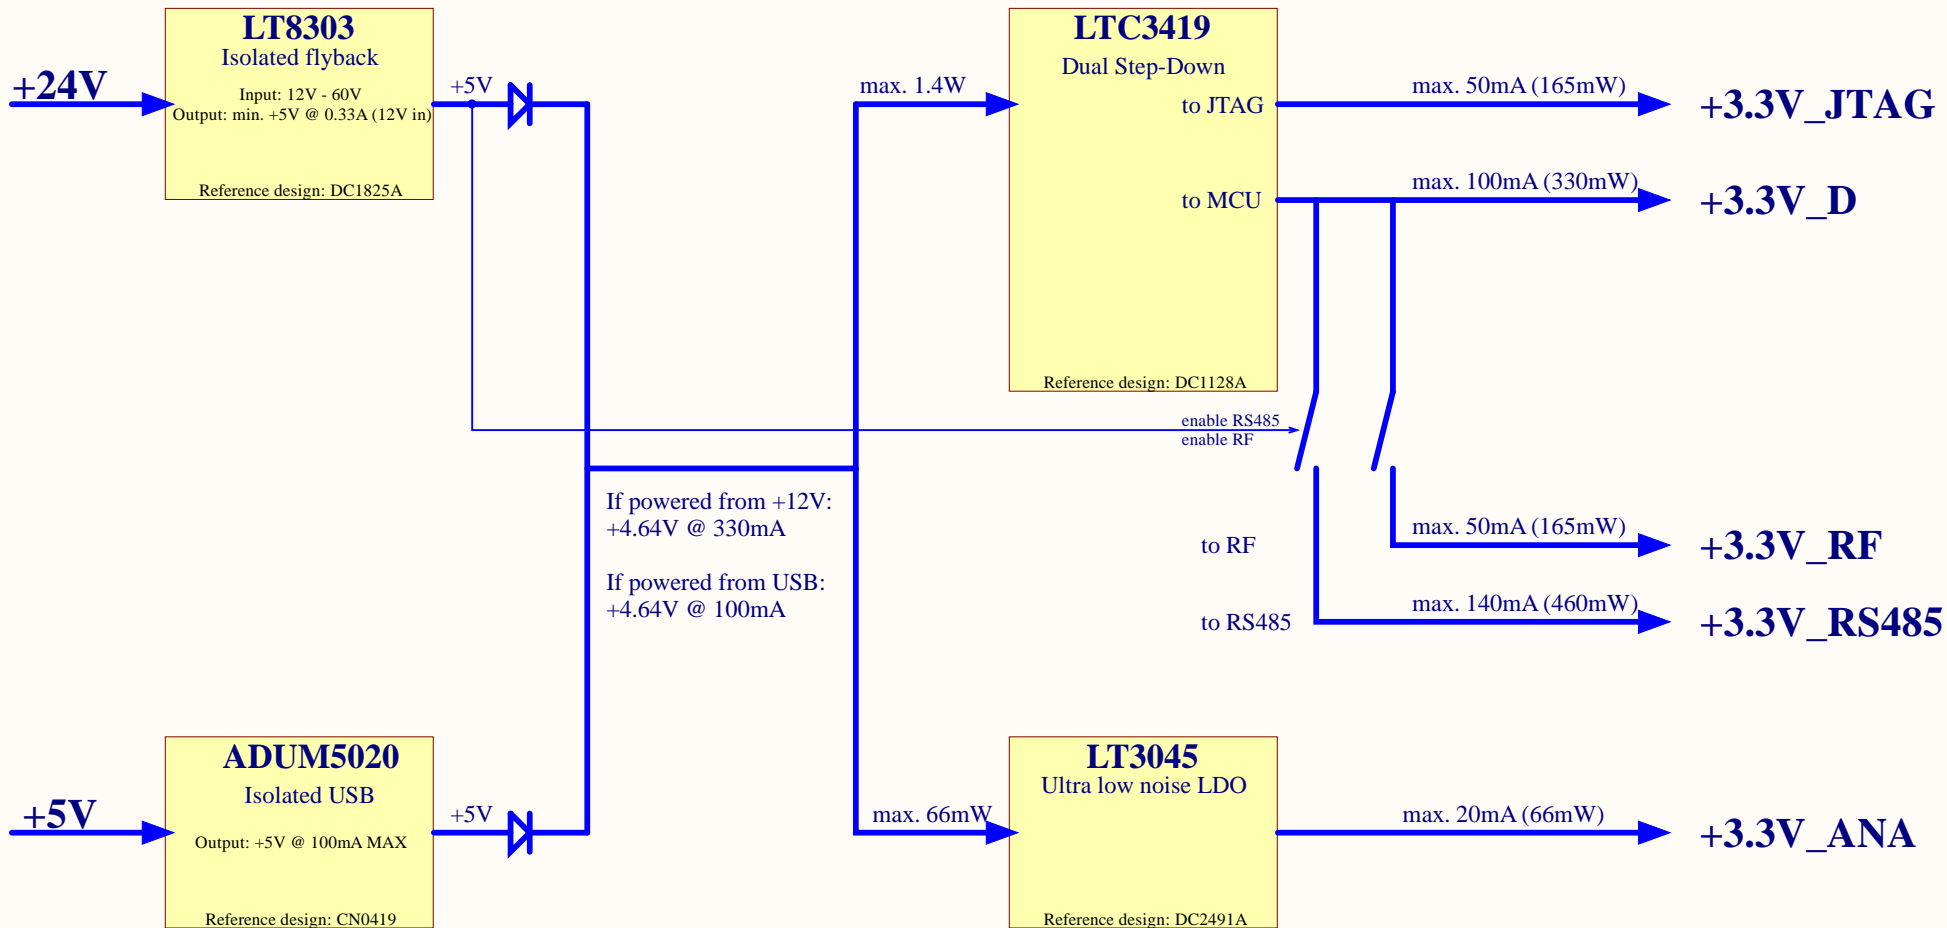 LT8303
Isolated flyback
Input: 12V - 60V
Output: min. +5V @ 0.33A (12V in)
Reference design: DC1825A
+24V
+5V
LTC3419
Dual Step-Down
max. 1.4W
to JTAG
max. 50mA (165mW)
+3.3V_JTAG
to MCU
max. 100mA (330mW)
+3.3V_D
Reference design: DC1128A
enable RS485
enable RF
If powered from +12V:
+4.64V @ 330mA
If powered from USB:
+4.64V @ 100mA
to RF
max. 50mA (165mW)
+3.3V_RF
to RS485
max. 140mA (460mW)
+3.3V_RS485
ADUM5020
Isolated USB
Output: +5V @ 100mA MAX
Reference design: CN0419
+5V
+5V
LT3045
Ultra low noise LDO
max. 66mW
max. 20mA (66mW)
+3.3V_ANA
Reference design: DC2491A